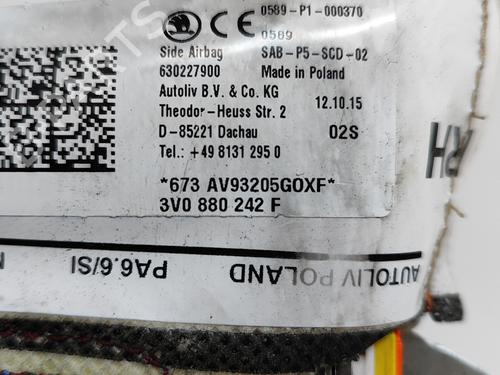 0589-P1-000370
0589
Side Airbag SAB-P5-SCD-02
630227900 Made in Poland
Autoliv B.V. & Co. KG
Theodor-Heuss Str. 2 12.10.15
D-85221 Dachau 02S
Tel.: +49 8131 295 0
*673 AV93205GOXF*
3V0 880 242 F
RH
AUTOLIV POLAND PA6.6/SI